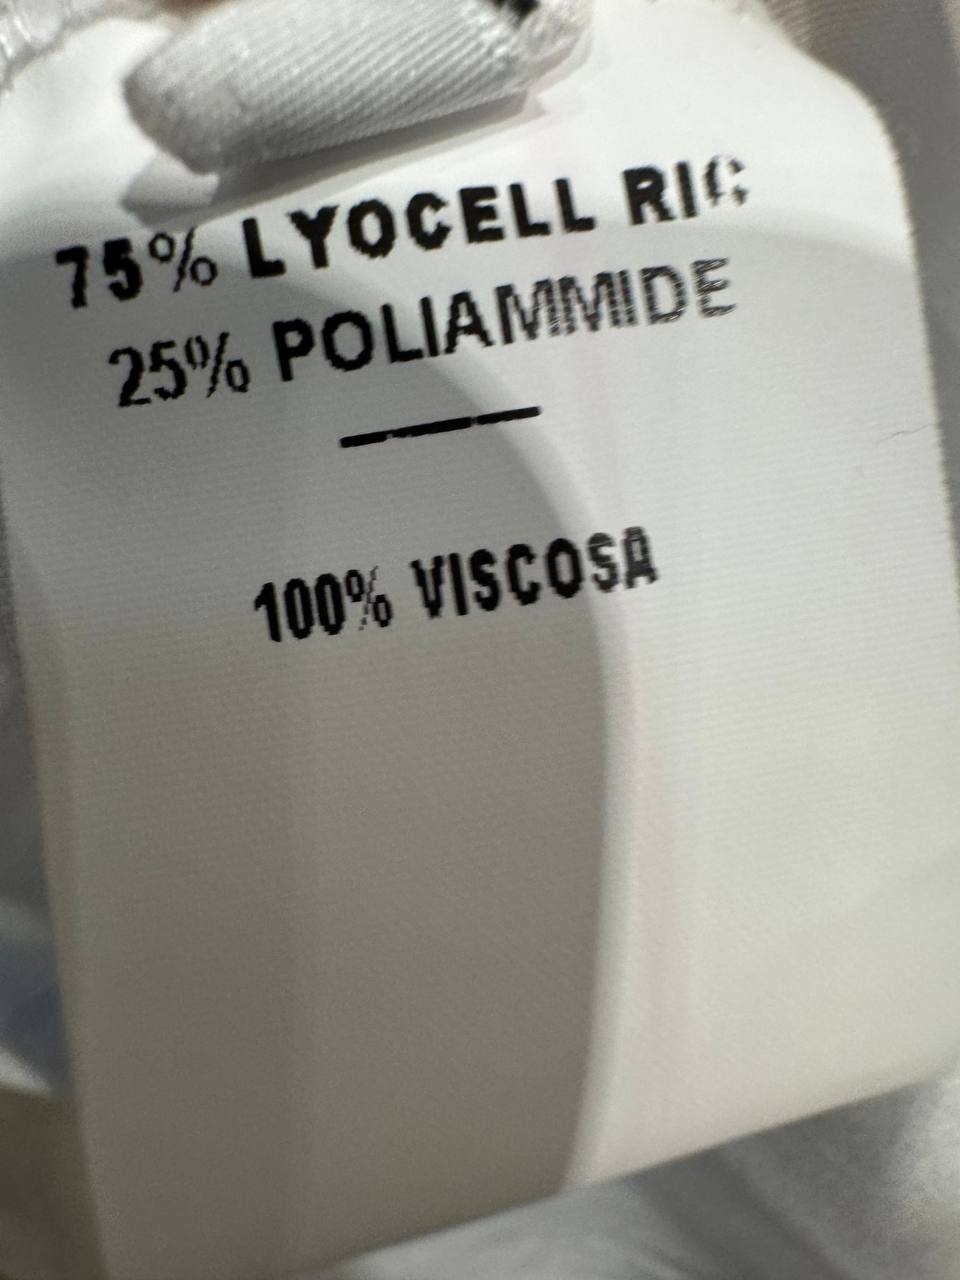 75% LYOCELL RIC
25% POLIAMMIDE
100% VISCOSA